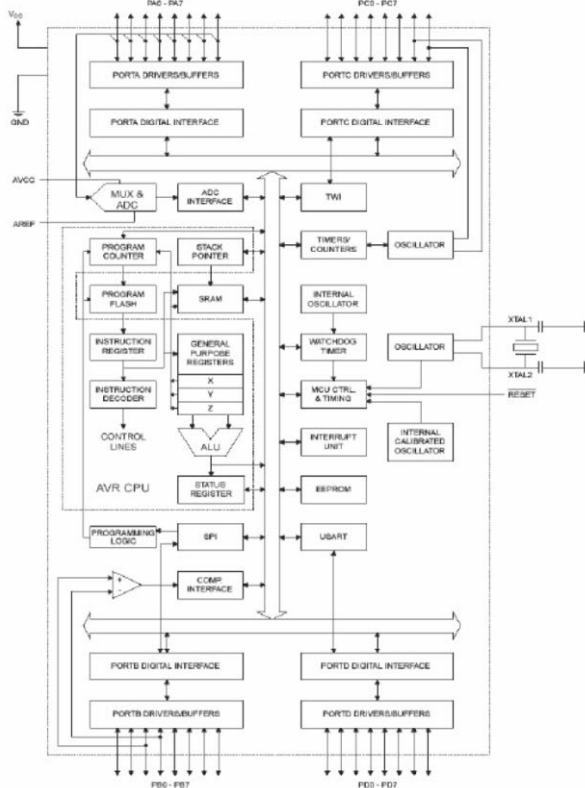 PA0 - PA7
PC0 - PC7
VCC
GND
PORTA DRIVERS/BUFFERS
PORTC DRIVERS/BUFFERS
PORTA DIGITAL INTERFACE
PORTC DIGITAL INTERFACE
AVCC
MUX &
ADC
ADC
INTERFACE
TWI
AREF
PROGRAM
COUNTER
STACK
POINTER
TIMERS/
COUNTERS
OSCILLATOR
PROGRAM
FLASH
SRAM
INTERNAL
OSCILLATOR
XTAL1
INSTRUCTION
REGISTER
GENERAL
PURPOSE
REGISTERS
WATCHDOG
TIMER
OSCILLATOR
XTAL2
X
Y
Z
INSTRUCTION
DECODER
MCU CTRL.
& TIMING
RESET
CONTROL
LINES
ALU
INTERRUPT
UNIT
INTERNAL
CALIBRATED
OSCILLATOR
AVR CPU
STATUS
REGISTER
EEPROM
PROGRAMMING
LOGIC
SPI
USART
+
-
COMP.
INTERFACE
PORTB DIGITAL INTERFACE
PORTD DIGITAL INTERFACE
PORTB DRIVERS/BUFFERS
PORTD DRIVERS/BUFFERS
PB0 - PB7
PD0 - PD7